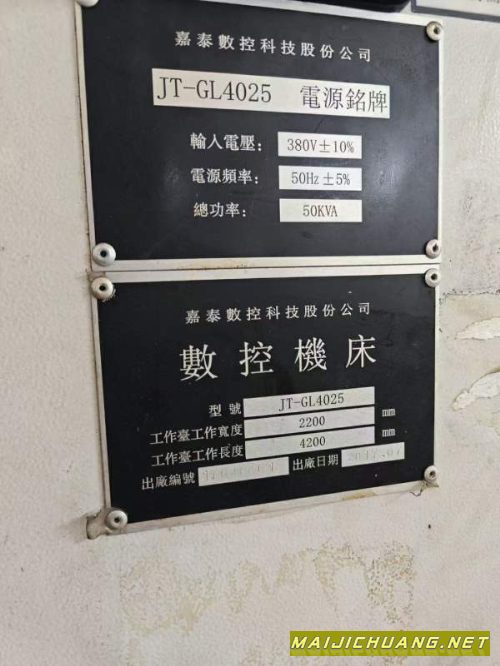 嘉泰數控科技股份公司
JT-GL4025 電源銘牌
輸入電壓: 380V±10%
電源頻率: 50Hz±5%
總功率: 50KVA
嘉泰數控科技股份公司
數控機床
型號 JT-GL4025
工作臺工作寬度 2200 mm
工作臺工作長度 4200 mm
出廠編號 出廠日期
MAIJICHUANG.NET